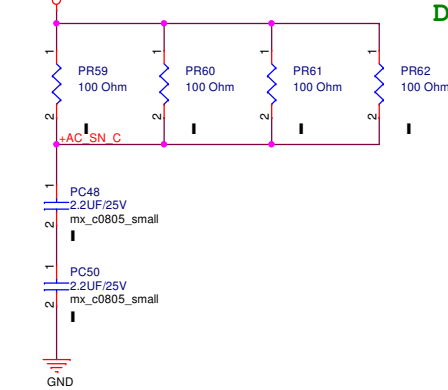 D
1 1 1 1
PR59 PR60 PR61 PR62
100 Ohm 100 Ohm 100 Ohm 100 Ohm
2 2 2 2
+AC_SN_C
1
PC48
2.2UF/25V
mx_c0805_small
2
1
PC50
2.2UF/25V
mx_c0805_small
2
GND